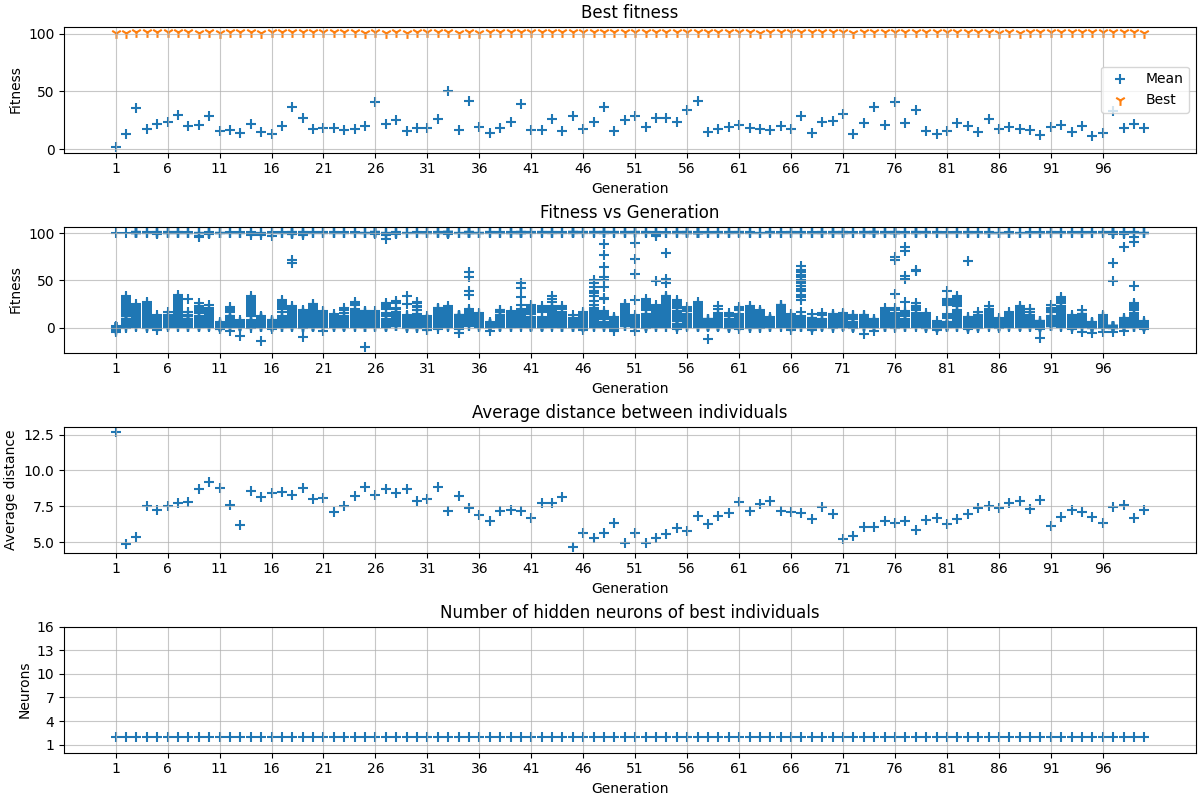 Best fitness
100
50
0
Fitness
Mean
Best
1 6 11 16 21 26 31 36 41 46 51 56 61 66 71 76 81 86 91 96
Generation
Fitness vs Generation
100
50
0
Fitness
1 6 11 16 21 26 31 36 41 46 51 56 61 66 71 76 81 86 91 96
Generation
Average distance between individuals
12.5
10.0
7.5
5.0
Average distance
1 6 11 16 21 26 31 36 41 46 51 56 61 66 71 76 81 86 91 96
Generation
Number of hidden neurons of best individuals
16
13
10
7
4
1
Neurons
1 6 11 16 21 26 31 36 41 46 51 56 61 66 71 76 81 86 91 96
Generation